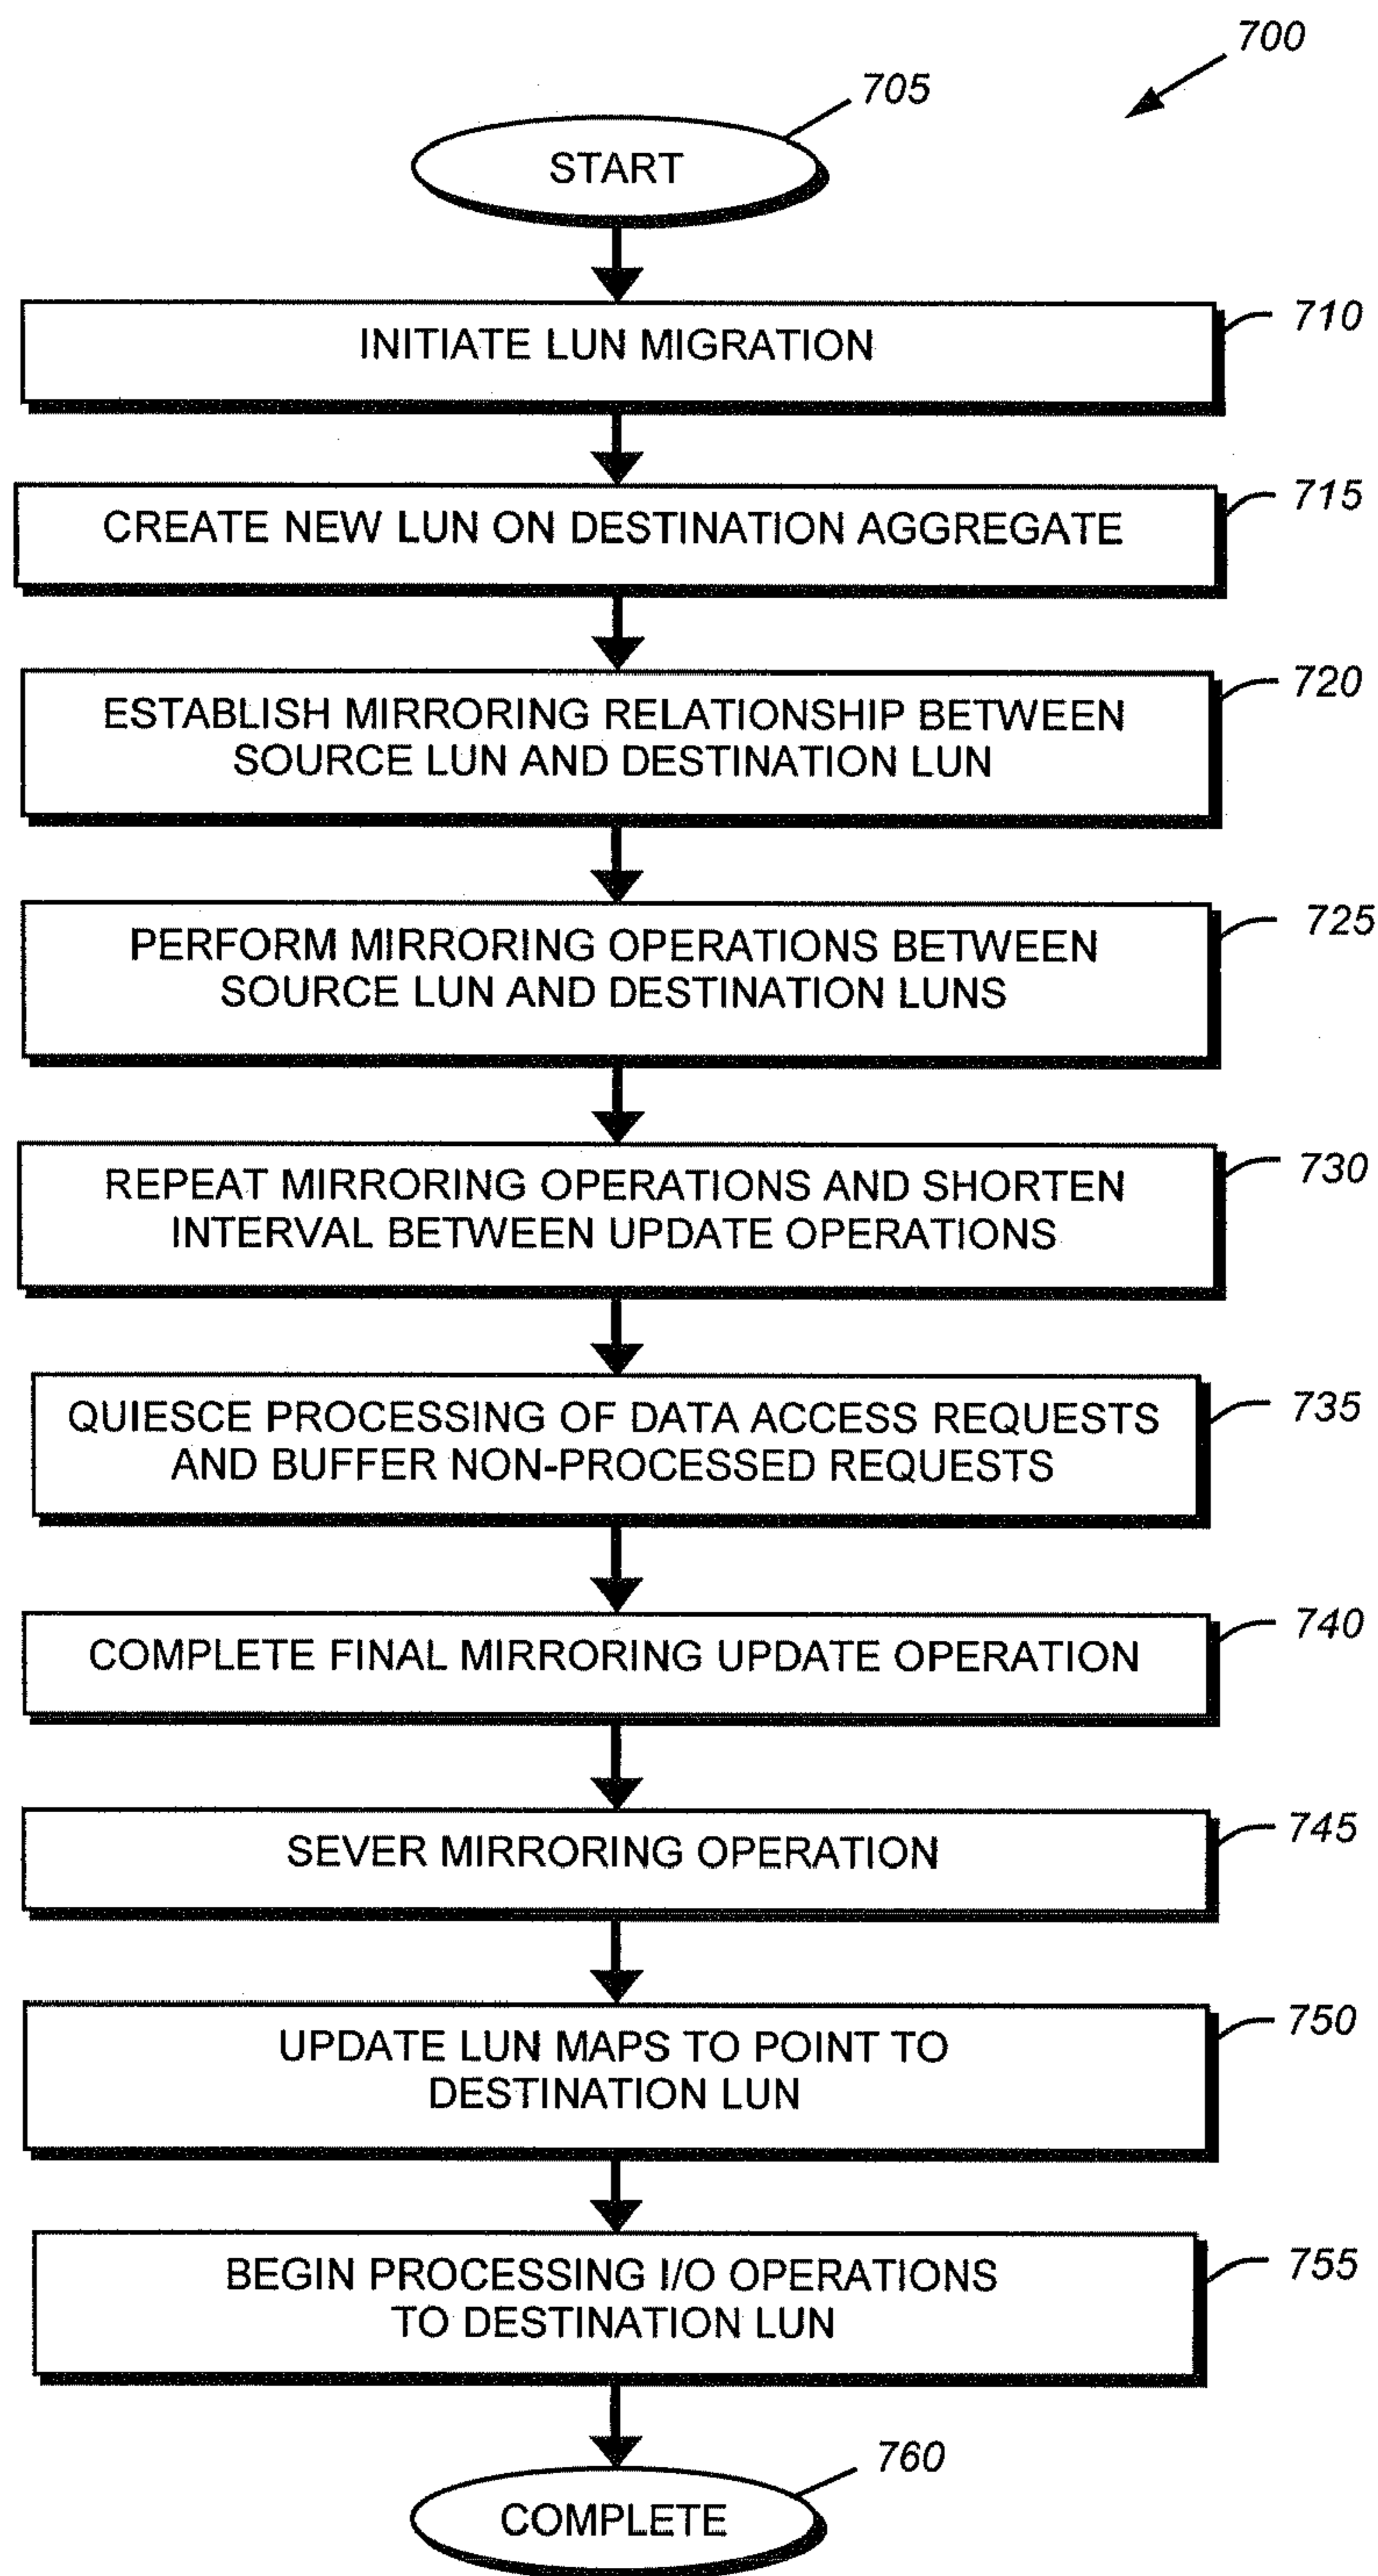 700
705
START
710
INITIATE LUN MIGRATION
715
CREATE NEW LUN ON DESTINATION AGGREGATE
720
ESTABLISH MIRRORING RELATIONSHIP BETWEEN
SOURCE LUN AND DESTINATION LUN
725
PERFORM MIRRORING OPERATIONS BETWEEN
SOURCE LUN AND DESTINATION LUNS
730
REPEAT MIRRORING OPERATIONS AND SHORTEN
INTERVAL BETWEEN UPDATE OPERATIONS
735
QUIESCE PROCESSING OF DATA ACCESS REQUESTS
AND BUFFER NON-PROCESSED REQUESTS
740
COMPLETE FINAL MIRRORING UPDATE OPERATION
745
SEVER MIRRORING OPERATION
750
UPDATE LUN MAPS TO POINT TO
DESTINATION LUN
755
BEGIN PROCESSING I/O OPERATIONS
TO DESTINATION LUN
760
COMPLETE